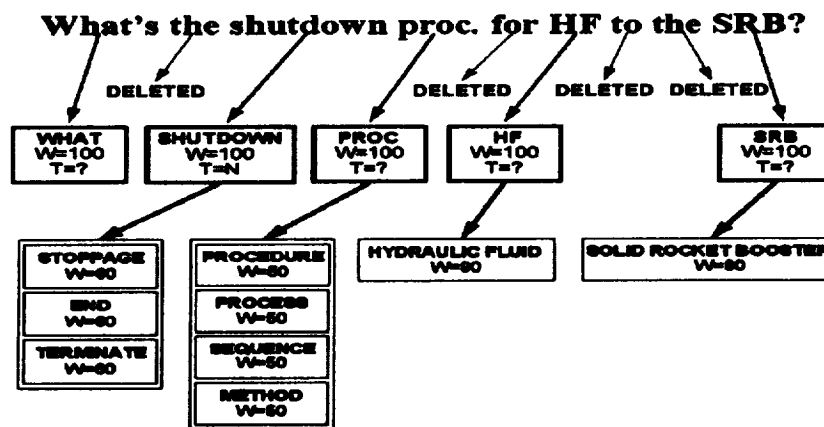 What's the shutdown proc. for HF to the SRB?
DELETED DELETED DELETED DELETED
WHAT
W=100
T=?
SHUTDOWN
W=100
T=N
PROC
W=100
T=?
HF
W=100
T=?
SRB
W=100
T=?
STOPPAGE
W=60
END
W=60
TERMINATE
W=60
PROCEDURE
W=50
PROCESS
W=50
SEQUENCE
W=50
METHOD
W=50
HYDRAULIC FLUID
SOLID ROCKET BOOSTER